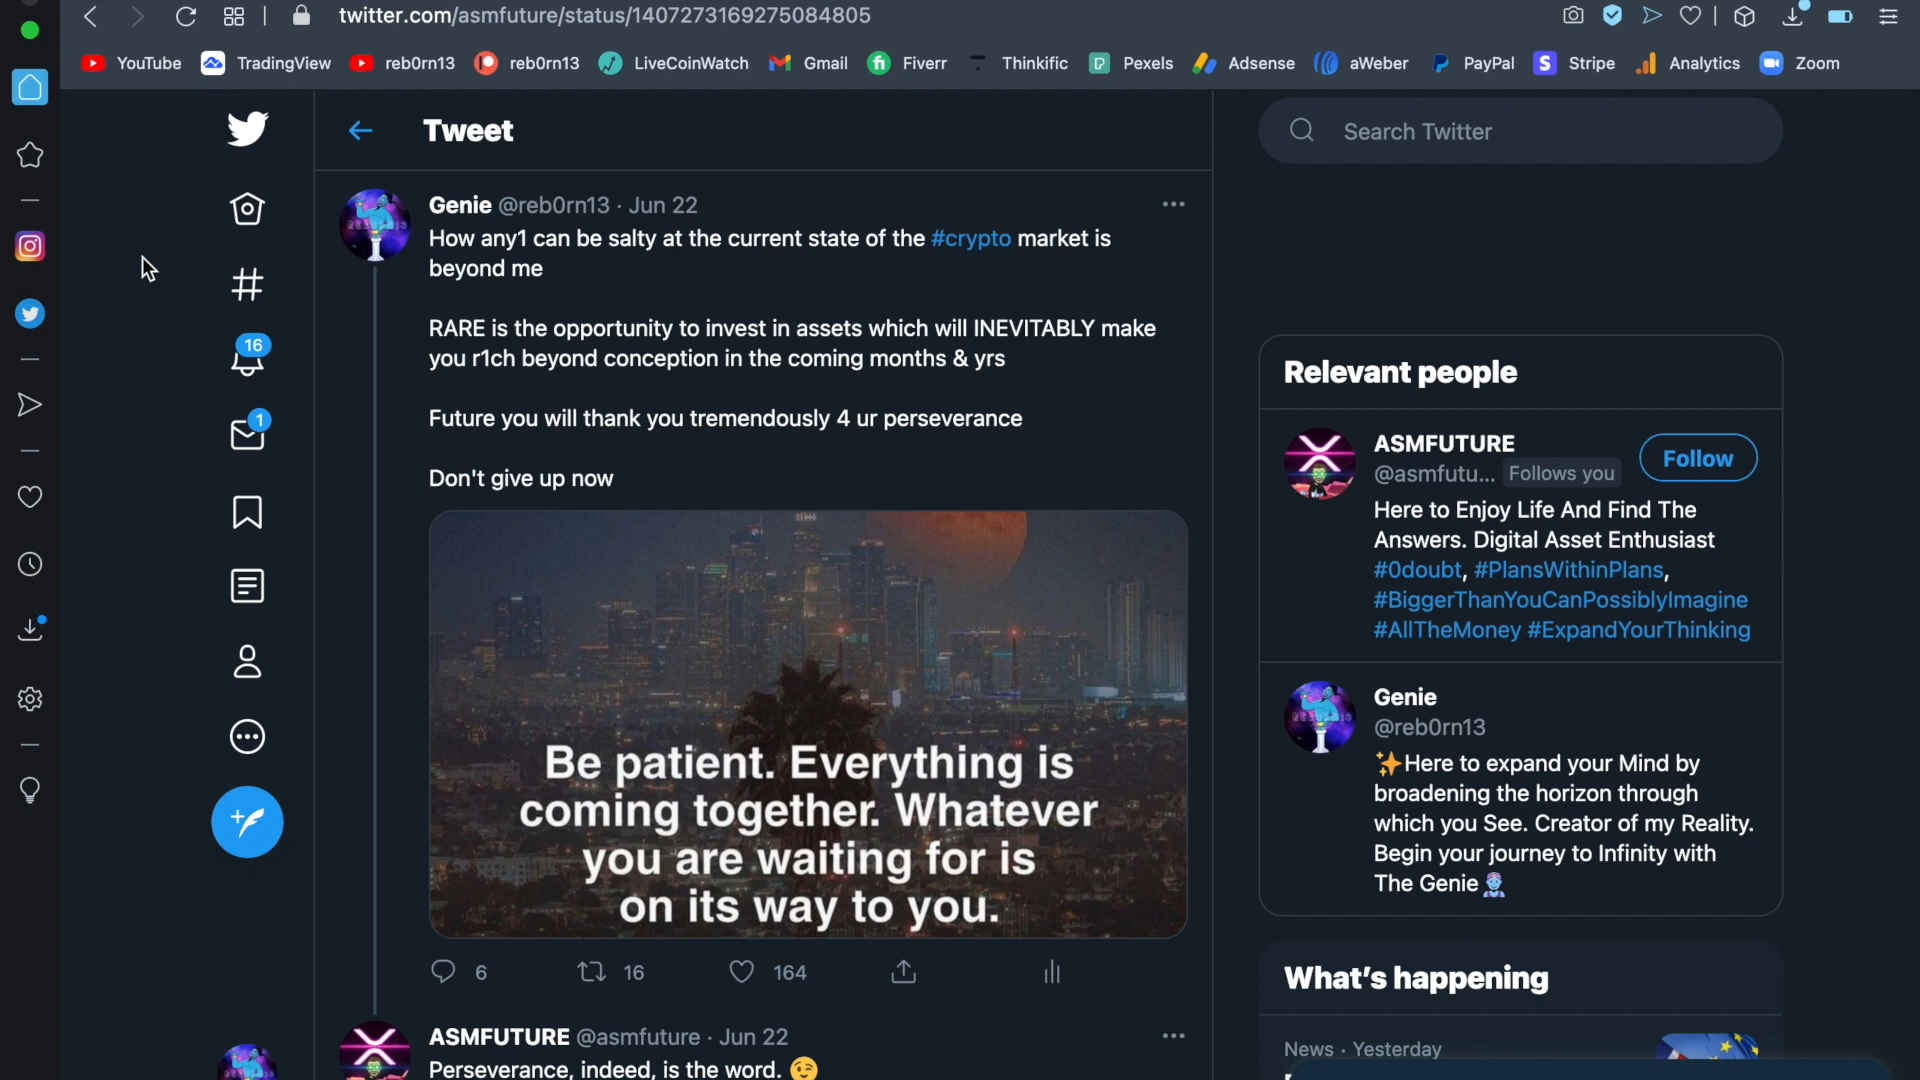 twitter.com/asmfuture/status/1407273169275084805
YouTube TradingView reb0rn13 reb0rn13 LiveCoinWatch Gmail Fiverr Thinkific Pexels Adsense aWeber PayPal Stripe Analytics Zoom
Tweet
Search Twitter
Genie @reb0rn13 · Jun 22
How any1 can be salty at the current state of the #crypto market is
beyond me
RARE is the opportunity to invest in assets which will INEVITABLY make
you r1ch beyond conception in the coming months & yrs
Future you will thank you tremendously 4 ur perseverance
Don't give up now
Be patient. Everything is
coming together. Whatever
you are waiting for is
on its way to you.
6 16 164
ASMFUTURE @asmfuture · Jun 22
Perseverance, indeed, is the word. 😉
16
1
Relevant people
ASMFUTURE
@asmfutu... Follows you
Follow
Here to Enjoy Life And Find The
Answers. Digital Asset Enthusiast
#0doubt, #PlansWithinPlans,
#BiggerThanYouCanPossiblyImagine
#AllTheMoney #ExpandYourThinking
Genie
@reb0rn13
✨Here to expand your Mind by
broadening the horizon through
which you See. Creator of my Reality.
Begin your journey to Infinity with
The Genie🧞‍♂️
What's happening
News · Yesterday